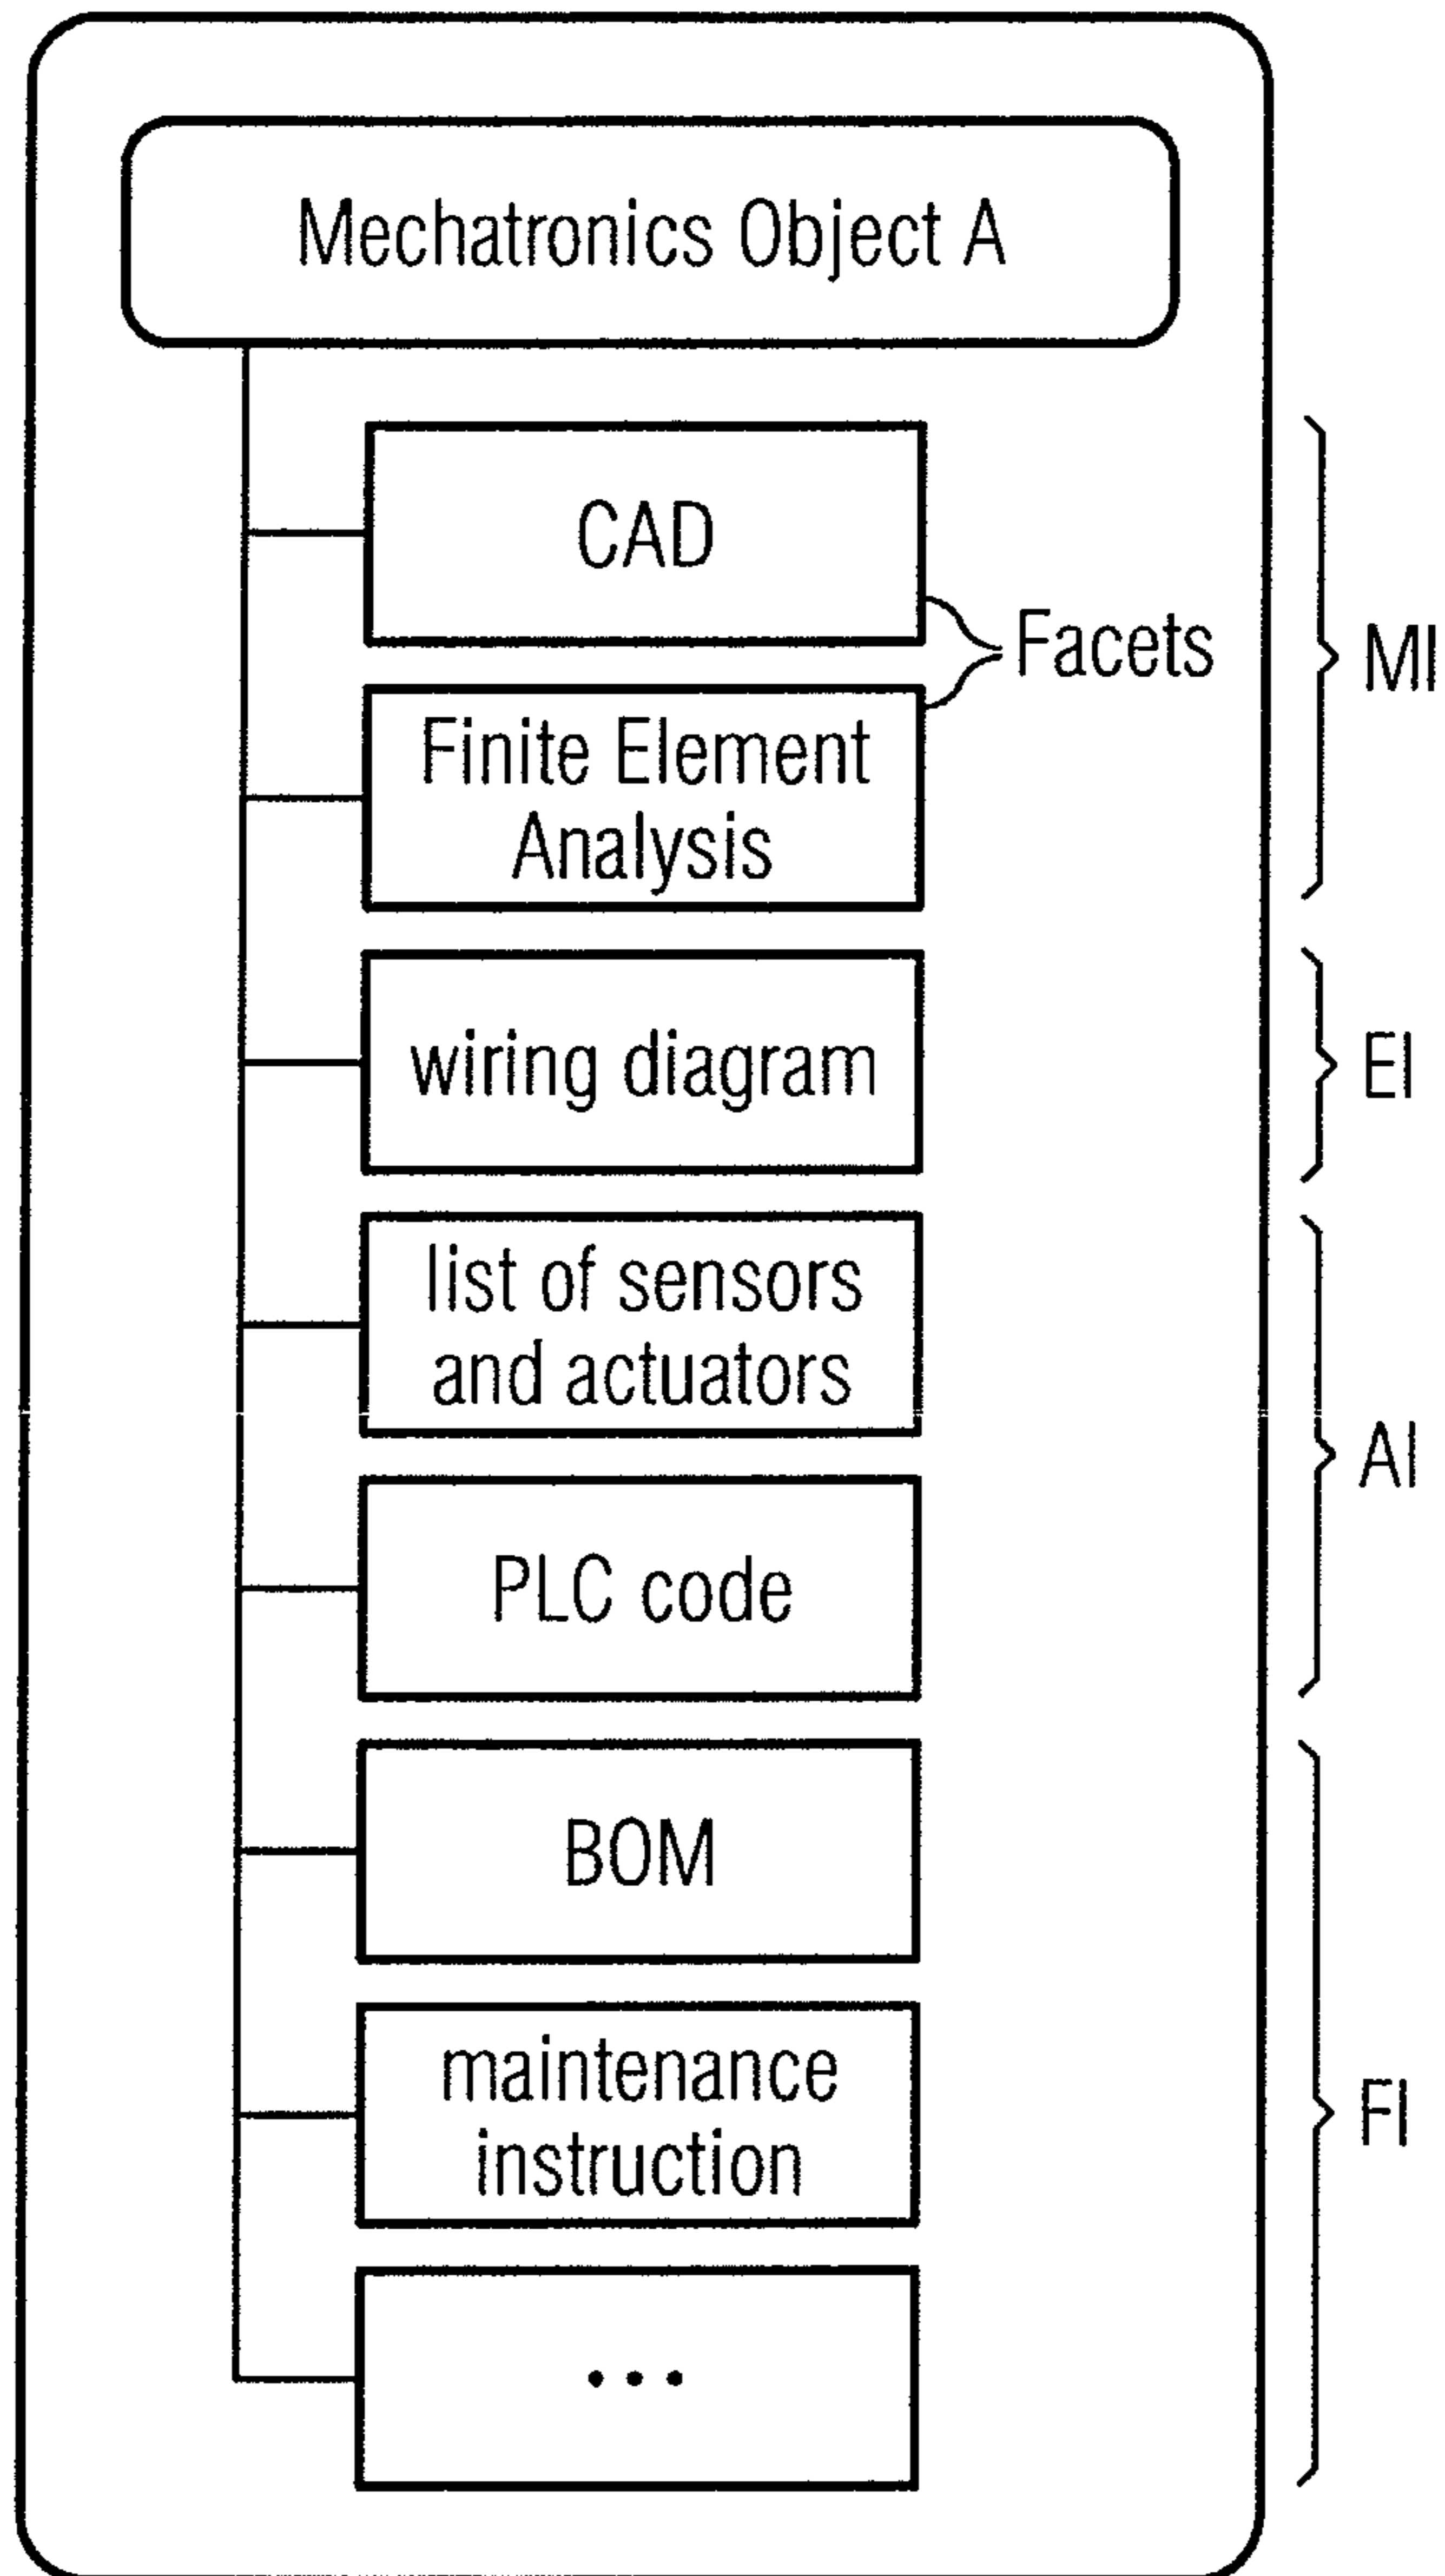 Mechatronics Object A
CAD
Facets
MI
Finite Element
Analysis
wiring diagram
EI
list of sensors
and actuators
AI
PLC code
BOM
maintenance
instruction
FI
...